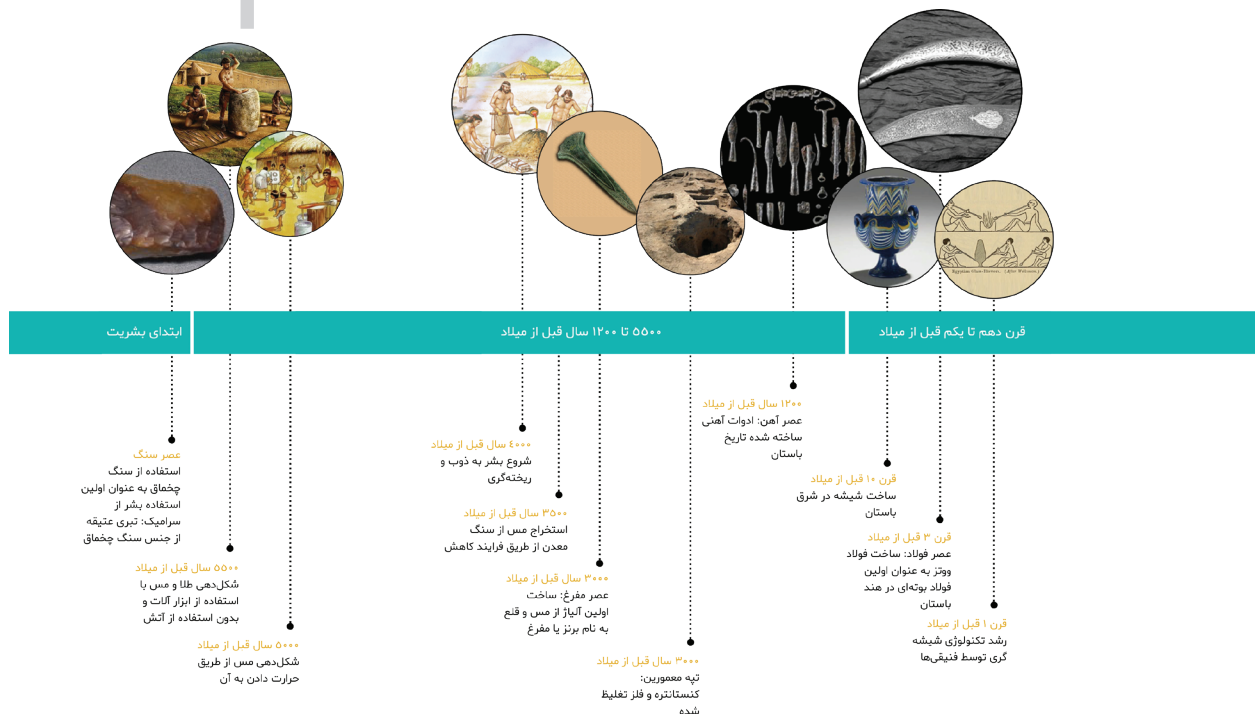 Egyptian Glass-Blowers. (After Wilkinson.)
ابتدای بشریت
۵۵۰۰ تا ۱۲۰۰ سال قبل از میلاد
قرن دهم تا یکم قبل از میلاد
عصر سنگ
استفاده از سنگ
چخماق به عنوان اولین
استفاده بشر از
سرامیک: تبری عتیقه
از جنس سنگ چخماق
۵۵۰۰ سال قبل از میلاد
شکل‌دهی طلا و مس با
استفاده از ابزار آلات و
بدون استفاده از آتش
۵۰۰۰ سال قبل از میلاد
شکل‌دهی مس از طریق
حرارت دادن به آن
۴۰۰۰ سال قبل از میلاد
شروع بشر به ذوب و
ریخته‌گری
۳۵۰۰ سال قبل از میلاد
استخراج مس از سنگ
معدن از طریق فرایند کاهش
۳۰۰۰ سال قبل از میلاد
عصر مفرغ: ساخت
اولین آلیاژ از مس و قلع
به نام برنز یا مفرغ
۳۰۰۰ سال قبل از میلاد
تپه معمورین:
کنستانتره و فلز تغلیظ
شده
۱۲۰۰ سال قبل از میلاد
عصر آهن: ادوات آهنی
ساخته شده تاریخ
باستان
قرن ۱۰ قبل از میلاد
ساخت شیشه در شرق
باستان
قرن ۳ قبل از میلاد
عصر فولاد: ساخت فولاد
ووتز به عنوان اولین
فولاد بوته‌ای در هند
باستان
قرن ۱ قبل از میلاد
رشد تکنولوژی شیشه
گری توسط فنیقی‌ها